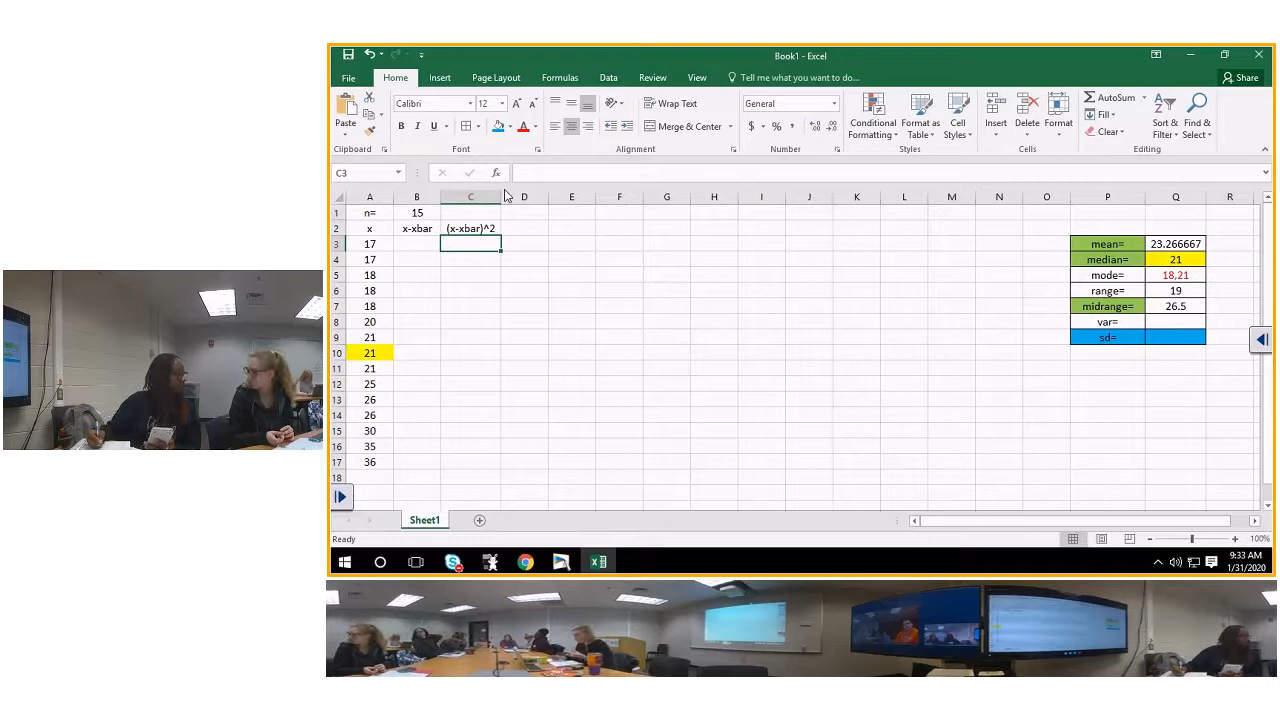 Book1 - Excel
File Home Insert Page Layout Formulas Data Review View Tell me what you want to do... Share
Paste Calibri 12 Wrap Text General Conditional Format as Cell Insert Delete Format AutoSum Sort & Find &
B I U A Merge & Center $ % , Formatting Table Styles Fill Filter Select
Clear
Clipboard Font Alignment Number Styles Cells Editing
C3 fx
A B C D E F G H I J K L M N O P Q R
1 n= 15
2 x x-xbar (x-xbar)^2
3 17 mean= 23.266667
4 17 median= 21
5 18 mode= 18,21
6 18 range= 19
7 18 midrange= 26.5
8 20 var=
9 21 sd=
10 21
11 21
12 25
13 26
14 26
15 30
16 35
17 36
18
Sheet1
Ready 100%
9:33 AM
1/31/2020